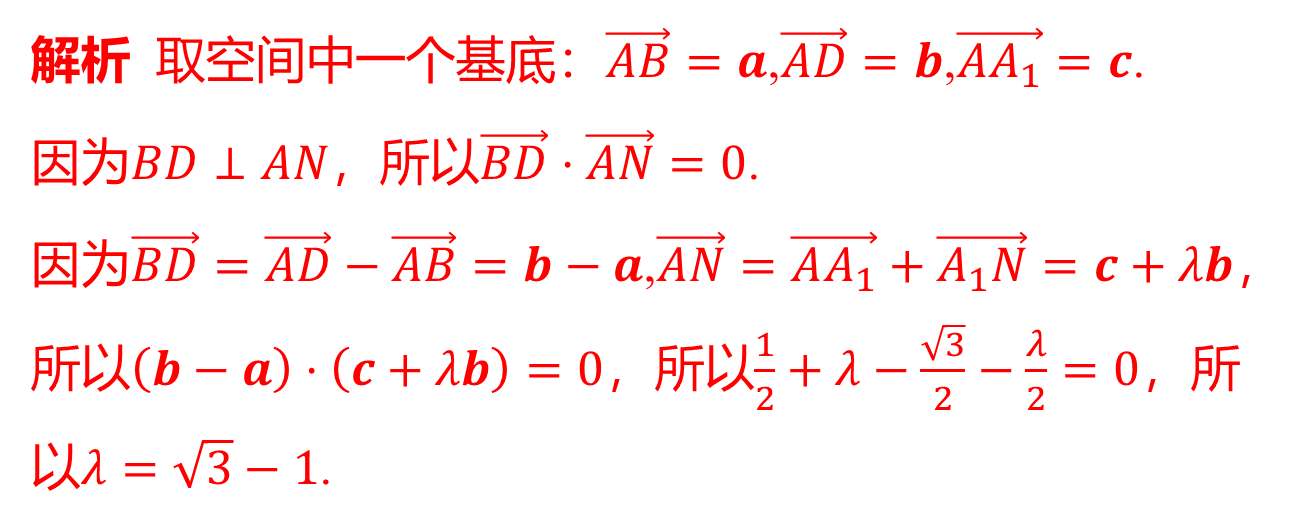 解析 取空间中一个基底：$\overrightarrow{AB} = \boldsymbol{a}$,$\overrightarrow{AD} = \boldsymbol{b}$,$\overrightarrow{AA_1} = \boldsymbol{c}$.
因为$BD \perp AN$，所以$\overrightarrow{BD} \cdot \overrightarrow{AN} = 0$.
因为$\overrightarrow{BD} = \overrightarrow{AD} - \overrightarrow{AB} = \boldsymbol{b} - \boldsymbol{a}$,$\overrightarrow{AN} = \overrightarrow{AA_1} + \overrightarrow{A_1N} = \boldsymbol{c} + \lambda\boldsymbol{b}$，
所以$(\boldsymbol{b} - \boldsymbol{a}) \cdot (\boldsymbol{c} + \lambda\boldsymbol{b}) = 0$，所以$\frac{1}{2} + \lambda - \frac{\sqrt{3}}{2} - \frac{\lambda}{2} = 0$，所
以$\lambda = \sqrt{3} - 1$.